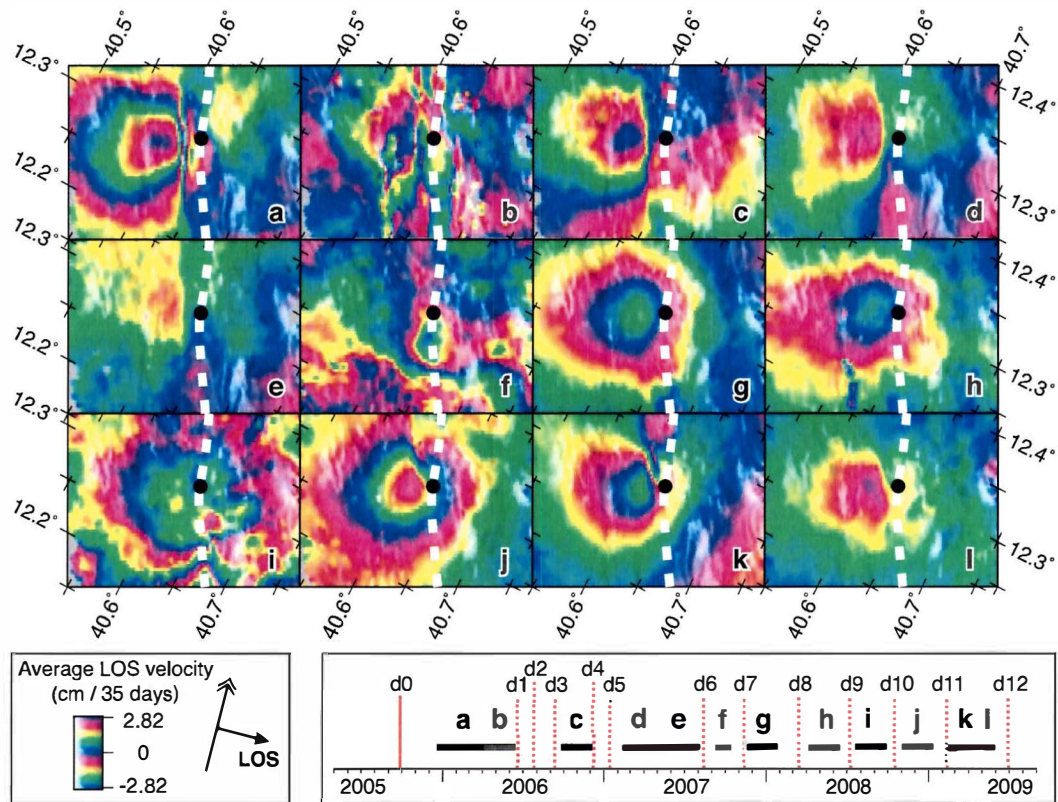 40.5° 40.6° 40.5° 40.6° 40.5° 40.6° 40.5° 40.6° 40.7°
12.3° 12.4°
12.2° 12.3°
a b c d
12.3° 12.4°
12.2° 12.3°
e f g h
12.3° 12.4°
12.2° 12.3°
i j k l
40.6° 40.7° 40.6° 40.7° 40.6° 40.7° 40.6° 40.7°
Average LOS velocity
(cm / 35 days)
2.82
0
-2.82
LOS
d0 d1 d2 d3 d4 d5 d6 d7 d8 d9 d10 d11 d12
a b c d e f g h i j k l
2005 2006 2007 2008 2009